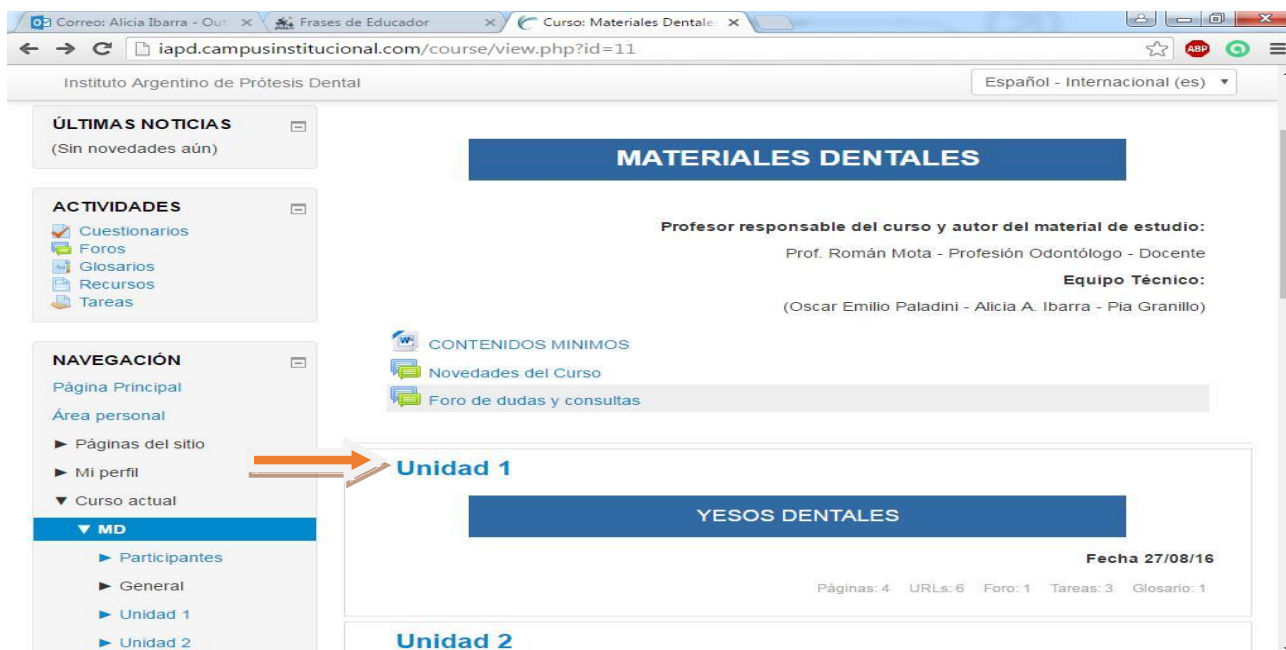 Correo: Alicia Ibarra - Out
Frases de Educador
Curso: Materiales Dentale
iapd.campusinstitucional.com/course/view.php?id=11
ABP
Instituto Argentino de Prótesis Dental
Español - Internacional (es)
ÚLTIMAS NOTICIAS
(Sin novedades aún)
ACTIVIDADES
Cuestionarios
Foros
Glosarios
Recursos
Tareas
NAVEGACIÓN
Página Principal
Área personal
Páginas del sitio
Mi perfil
Curso actual
MD
Participantes
General
Unidad 1
Unidad 2
MATERIALES DENTALES
Profesor responsable del curso y autor del material de estudio:
Prof. Román Mota - Profesión Odontólogo - Docente
Equipo Técnico:
(Oscar Emilio Paladini - Alicia A. Ibarra - Pia Granillo)
CONTENIDOS MINIMOS
Novedades del Curso
Foro de dudas y consultas
Unidad 1
YESOS DENTALES
Fecha 27/08/16
Páginas: 4 URLs: 6 Foro: 1 Tareas: 3 Glosario: 1
Unidad 2